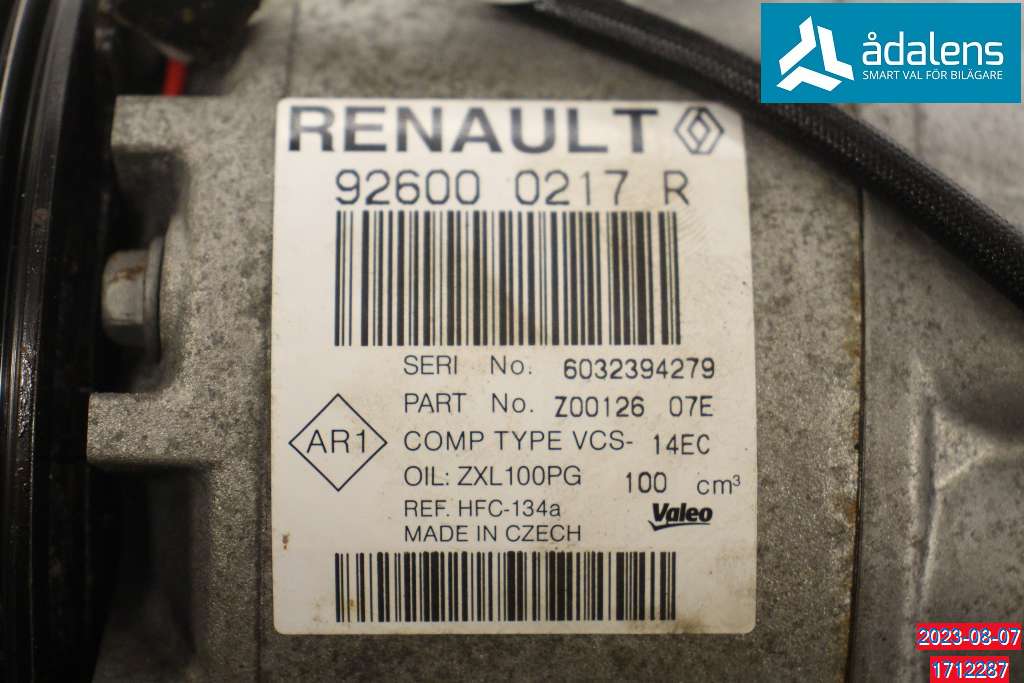 ådalens
SMART VAL FÖR BILÄGARE
RENAULT
92600 0217 R
SERI No. 6032394279
PART No. Z00126 07E
AR1
COMP TYPE VCS- 14EC
OIL: ZXL100PG 100 cm³
REF. HFC-134a
Valeo
MADE IN CZECH
2023-08-07
1712287